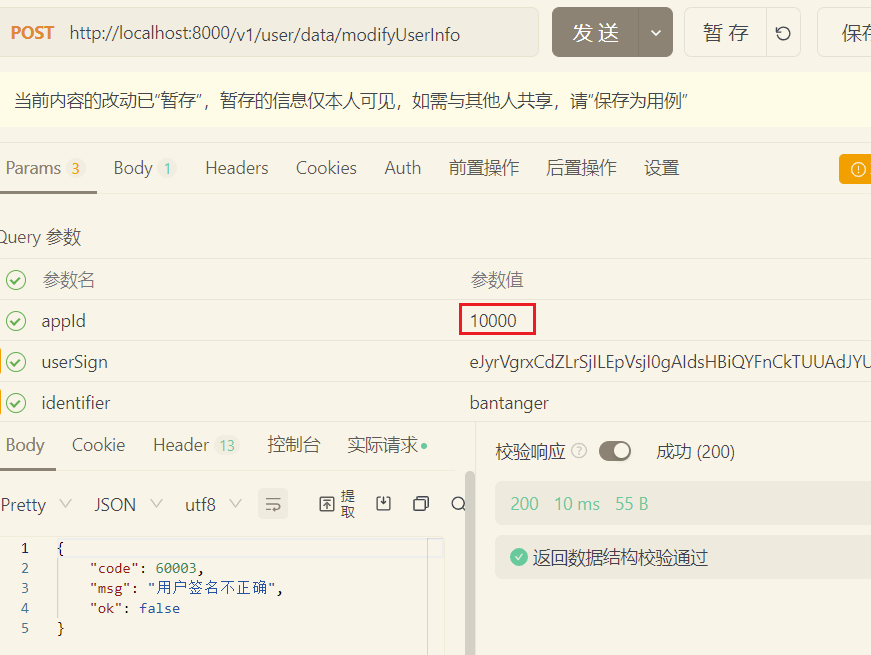 POST http://localhost:8000/v1/user/data/modifyUserInfo 发送 暂存 保存
当前内容的改动已“暂存”，暂存的信息仅本人可见，如需与其他人共享，请“保存为用例”
Params 3 Body 1 Headers Cookies Auth 前置操作 后置操作 设置
Query 参数
参数名 参数值
appId 10000
userSign
identifier bantanger
Body Cookie Header 13 控制台 实际请求
校验响应 成功 (200)
Pretty JSON utf8 提取
200 10 ms 55 B
返回数据结构校验通过
1 {
2 "code": 60003,
3 "msg": "用户签名不正确",
4 "ok": false
5 }